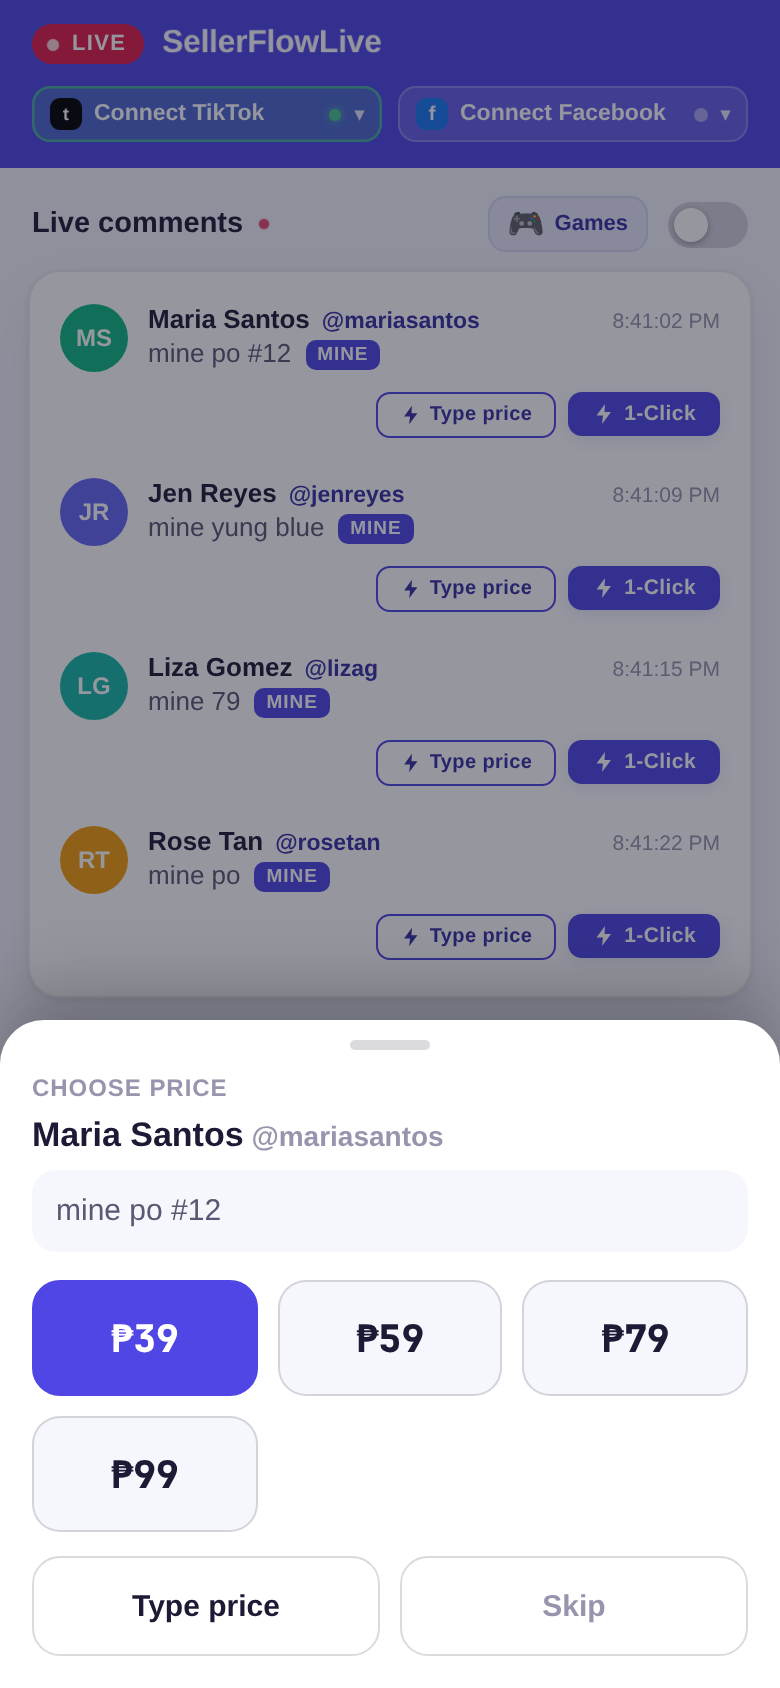 LIVE SellerFlowLive
t Connect TikTok ▾ f Connect Facebook ▾
Live comments Games
MS Maria Santos @mariasantos 8:41:02 PM
mine po #12 MINE
Type price 1-Click
JR Jen Reyes @jenreyes 8:41:09 PM
mine yung blue MINE
Type price 1-Click
LG Liza Gomez @lizag 8:41:15 PM
mine 79 MINE
Type price 1-Click
RT Rose Tan @rosetan 8:41:22 PM
mine po MINE
Type price 1-Click
CHOOSE PRICE
Maria Santos @mariasantos
mine po #12
₱39 ₱59 ₱79
₱99
Type price Skip